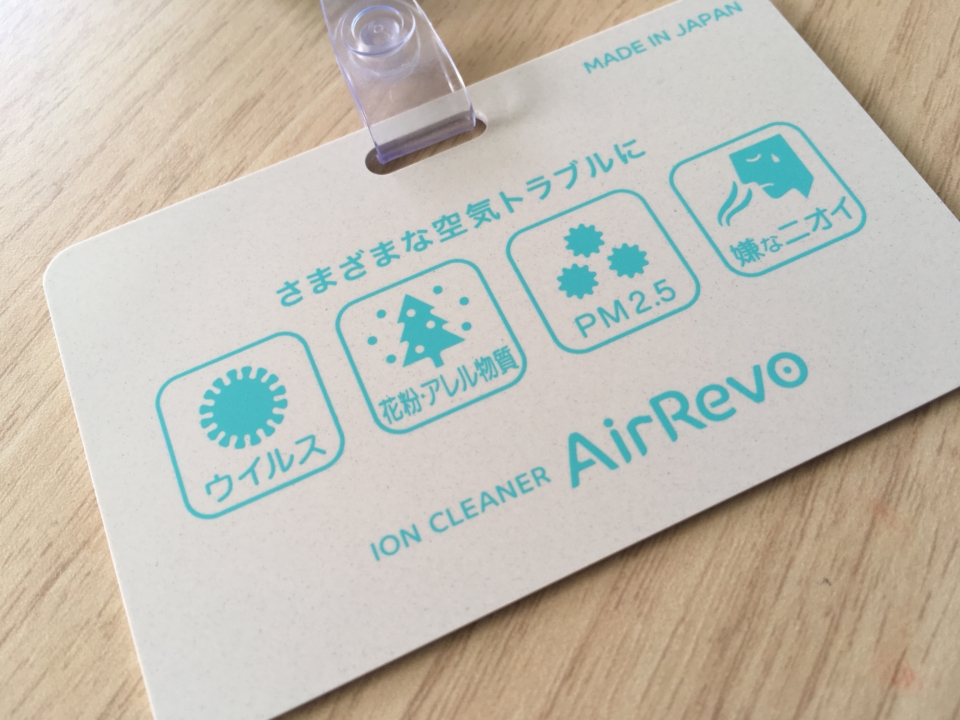 MADE IN JAPAN
さまざまな空気トラブルに
ウイルス
花粉・アレル物質
PM2.5
嫌なニオイ
ION CLEANER AirRevo